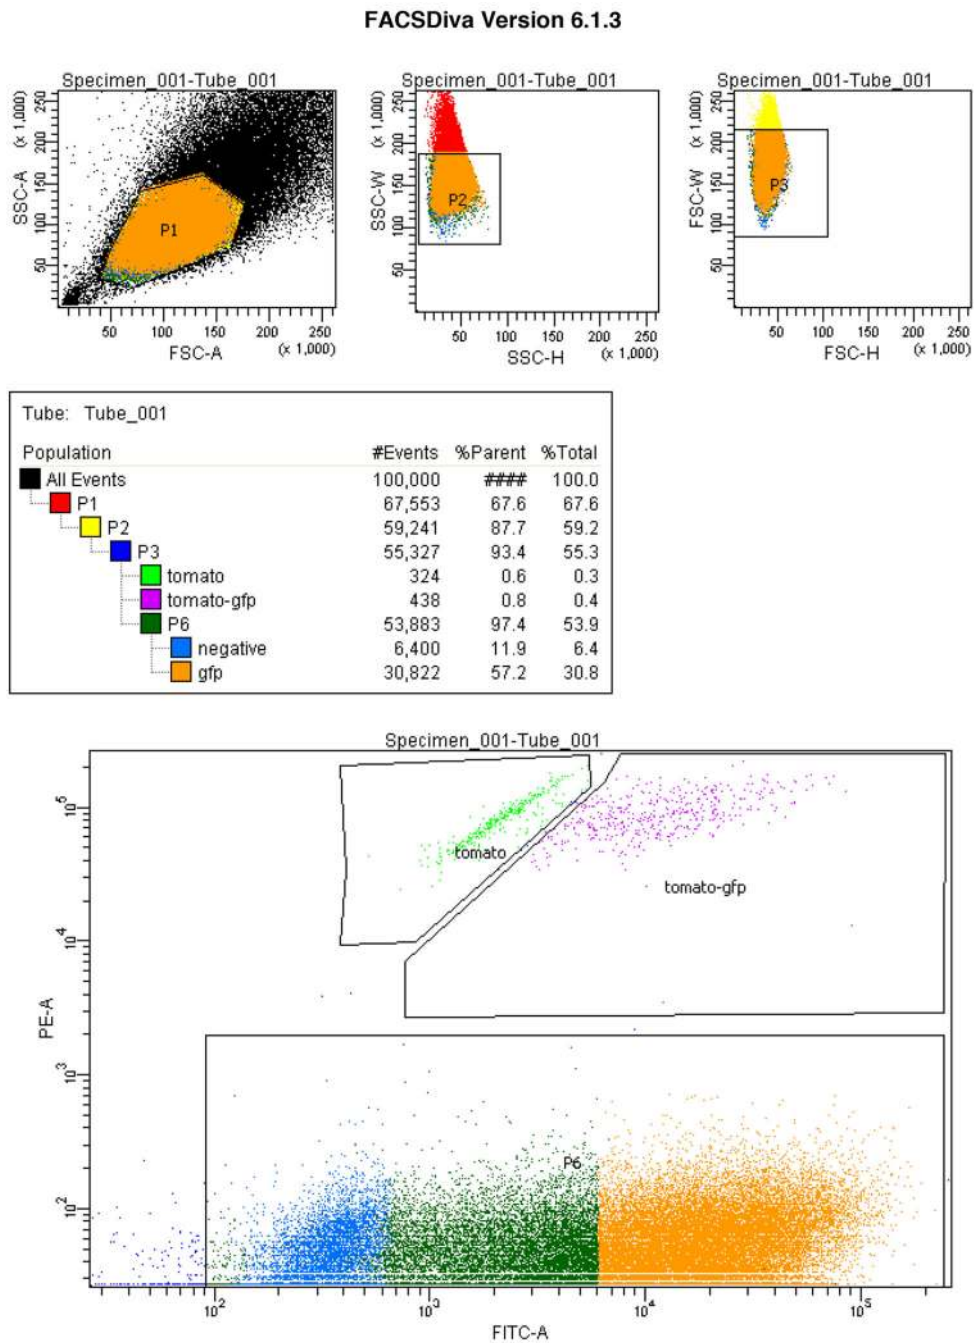 FACSDiva Version 6.1.3
Specimen_001-Tube_001
SSC-A
(x 1,000)
50 100 150 200 250
P1
50 100 150 200 250
FSC-A
(x 1,000)
Specimen_001-Tube_001
SSC-W
(x 1,000)
50 100 150 200 250
P2
50 100 150 200 250
SSC-H
(x 1,000)
Specimen_001-Tube_001
FSC-W
(x 1,000)
50 100 150 200 250
P3
50 100 150 200 250
FSC-H
(x 1,000)
Tube: Tube_001
Population #Events %Parent %Total
All Events 100,000 #### 100.0
P1 67,553 67.6 67.6
P2 59,241 87.7 59.2
P3 55,327 93.4 55.3
tomato 324 0.6 0.3
tomato-gfp 438 0.8 0.4
P6 53,883 97.4 53.9
negative 6,400 11.9 6.4
gfp 30,822 57.2 30.8
Specimen_001-Tube_001
PE-A
10^5
10^4
10^3
10^2
tomato
tomato-gfp
P6
10^2 10^3 10^4 10^5
FITC-A